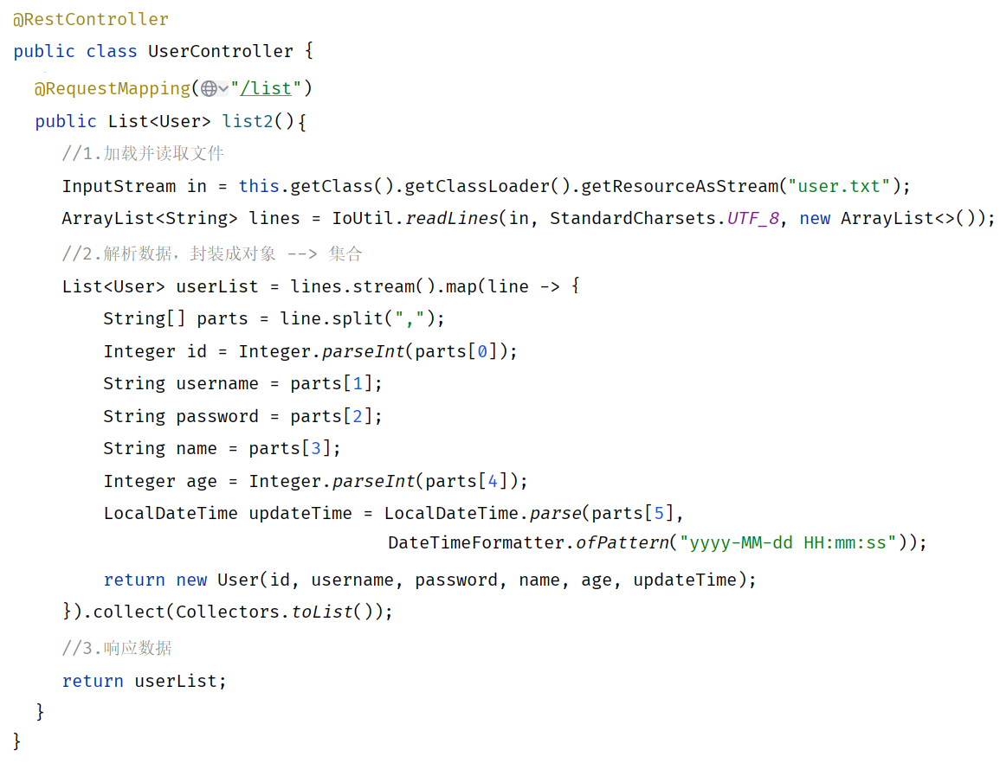 @RestController
public class UserController {
@RequestMapping("/list")
public List<User> list2(){
//1.加载并读取文件
InputStream in = this.getClass().getClassLoader().getResourceAsStream("user.txt");
ArrayList<String> lines = IoUtil.readLines(in, StandardCharsets.UTF_8, new ArrayList<>());
//2.解析数据，封装成对象 --> 集合
List<User> userList = lines.stream().map(line -> {
String[] parts = line.split(",");
Integer id = Integer.parseInt(parts[0]);
String username = parts[1];
String password = parts[2];
String name = parts[3];
Integer age = Integer.parseInt(parts[4]);
LocalDateTime updateTime = LocalDateTime.parse(parts[5],
DateTimeFormatter.ofPattern("yyyy-MM-dd HH:mm:ss"));
return new User(id, username, password, name, age, updateTime);
}).collect(Collectors.toList());
//3.响应数据
return userList;
}
}